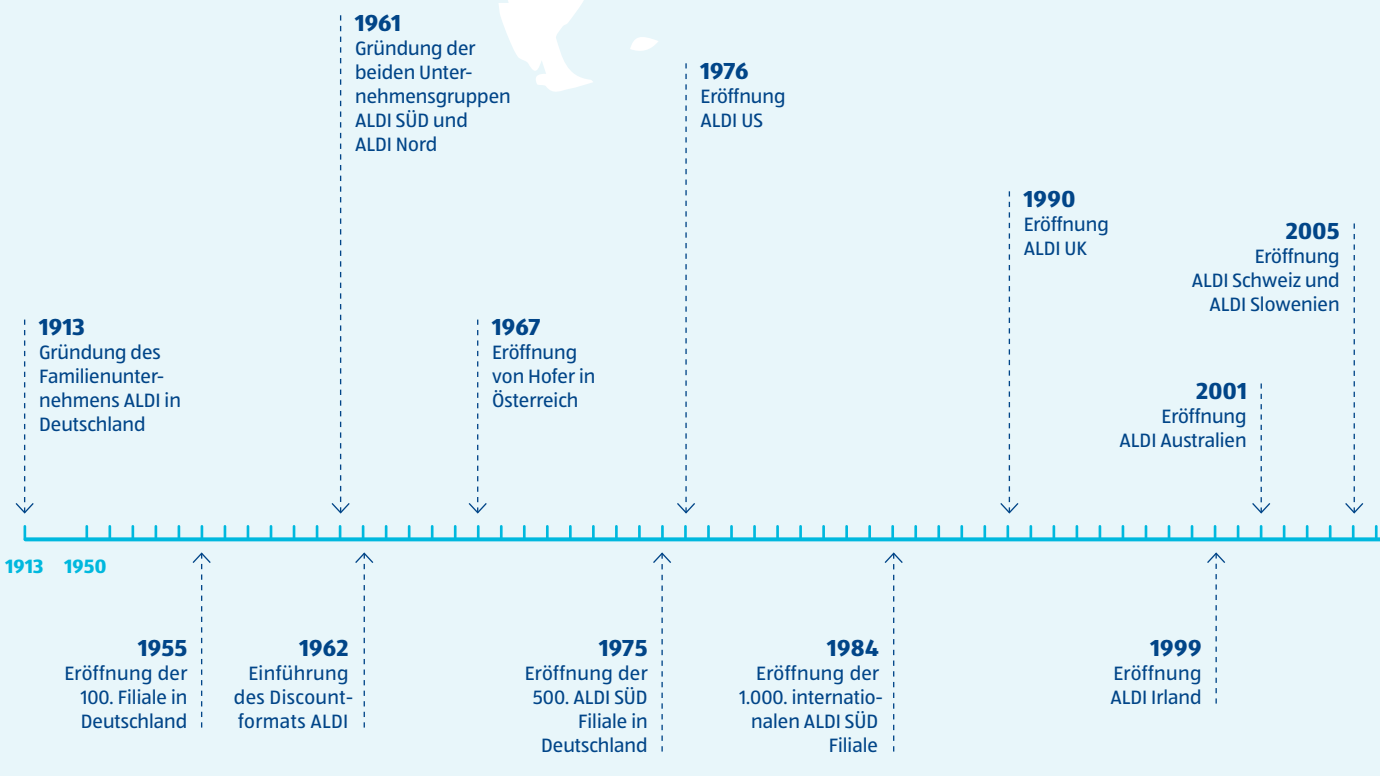 1961
Gründung der
beiden Unter-
nehmensgruppen
ALDI SÜD und
ALDI Nord
1976
Eröffnung
ALDI US
1990
Eröffnung
ALDI UK
2005
Eröffnung
ALDI Schweiz und
ALDI Slowenien
1913
Gründung des
Familienunter-
nehmens ALDI in
Deutschland
1967
Eröffnung
von Hofer in
Österreich
2001
Eröffnung
ALDI Australien
1913 1950
1955
Eröffnung der
100. Filiale in
Deutschland
1962
Einführung
des Discount-
formats ALDI
1975
Eröffnung der
500. ALDI SÜD
Filiale in
Deutschland
1984
Eröffnung der
1.000. internatio-
nalen ALDI SÜD
Filiale
1999
Eröffnung
ALDI Irland